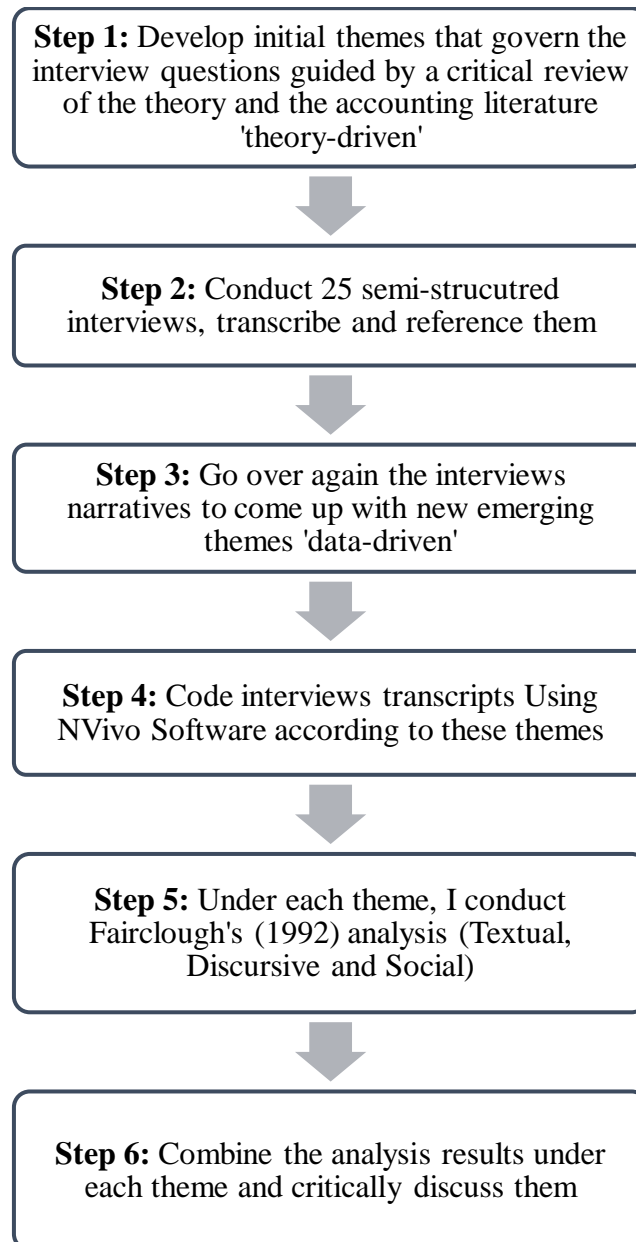 Step 1: Develop initial themes that govern the
interview questions guided by a critical review
of the theory and the accounting literature
'theory-driven'
Step 2: Conduct 25 semi-strucutred
interviews, transcribe and reference them
Step 3: Go over again the interviews
narratives to come up with new emerging
themes 'data-driven'
Step 4: Code interviews transcripts Using
NVivo Software according to these themes
Step 5: Under each theme, I conduct
Fairclough's (1992) analysis (Textual,
Discursive and Social)
Step 6: Combine the analysis results under
each theme and critically discuss them